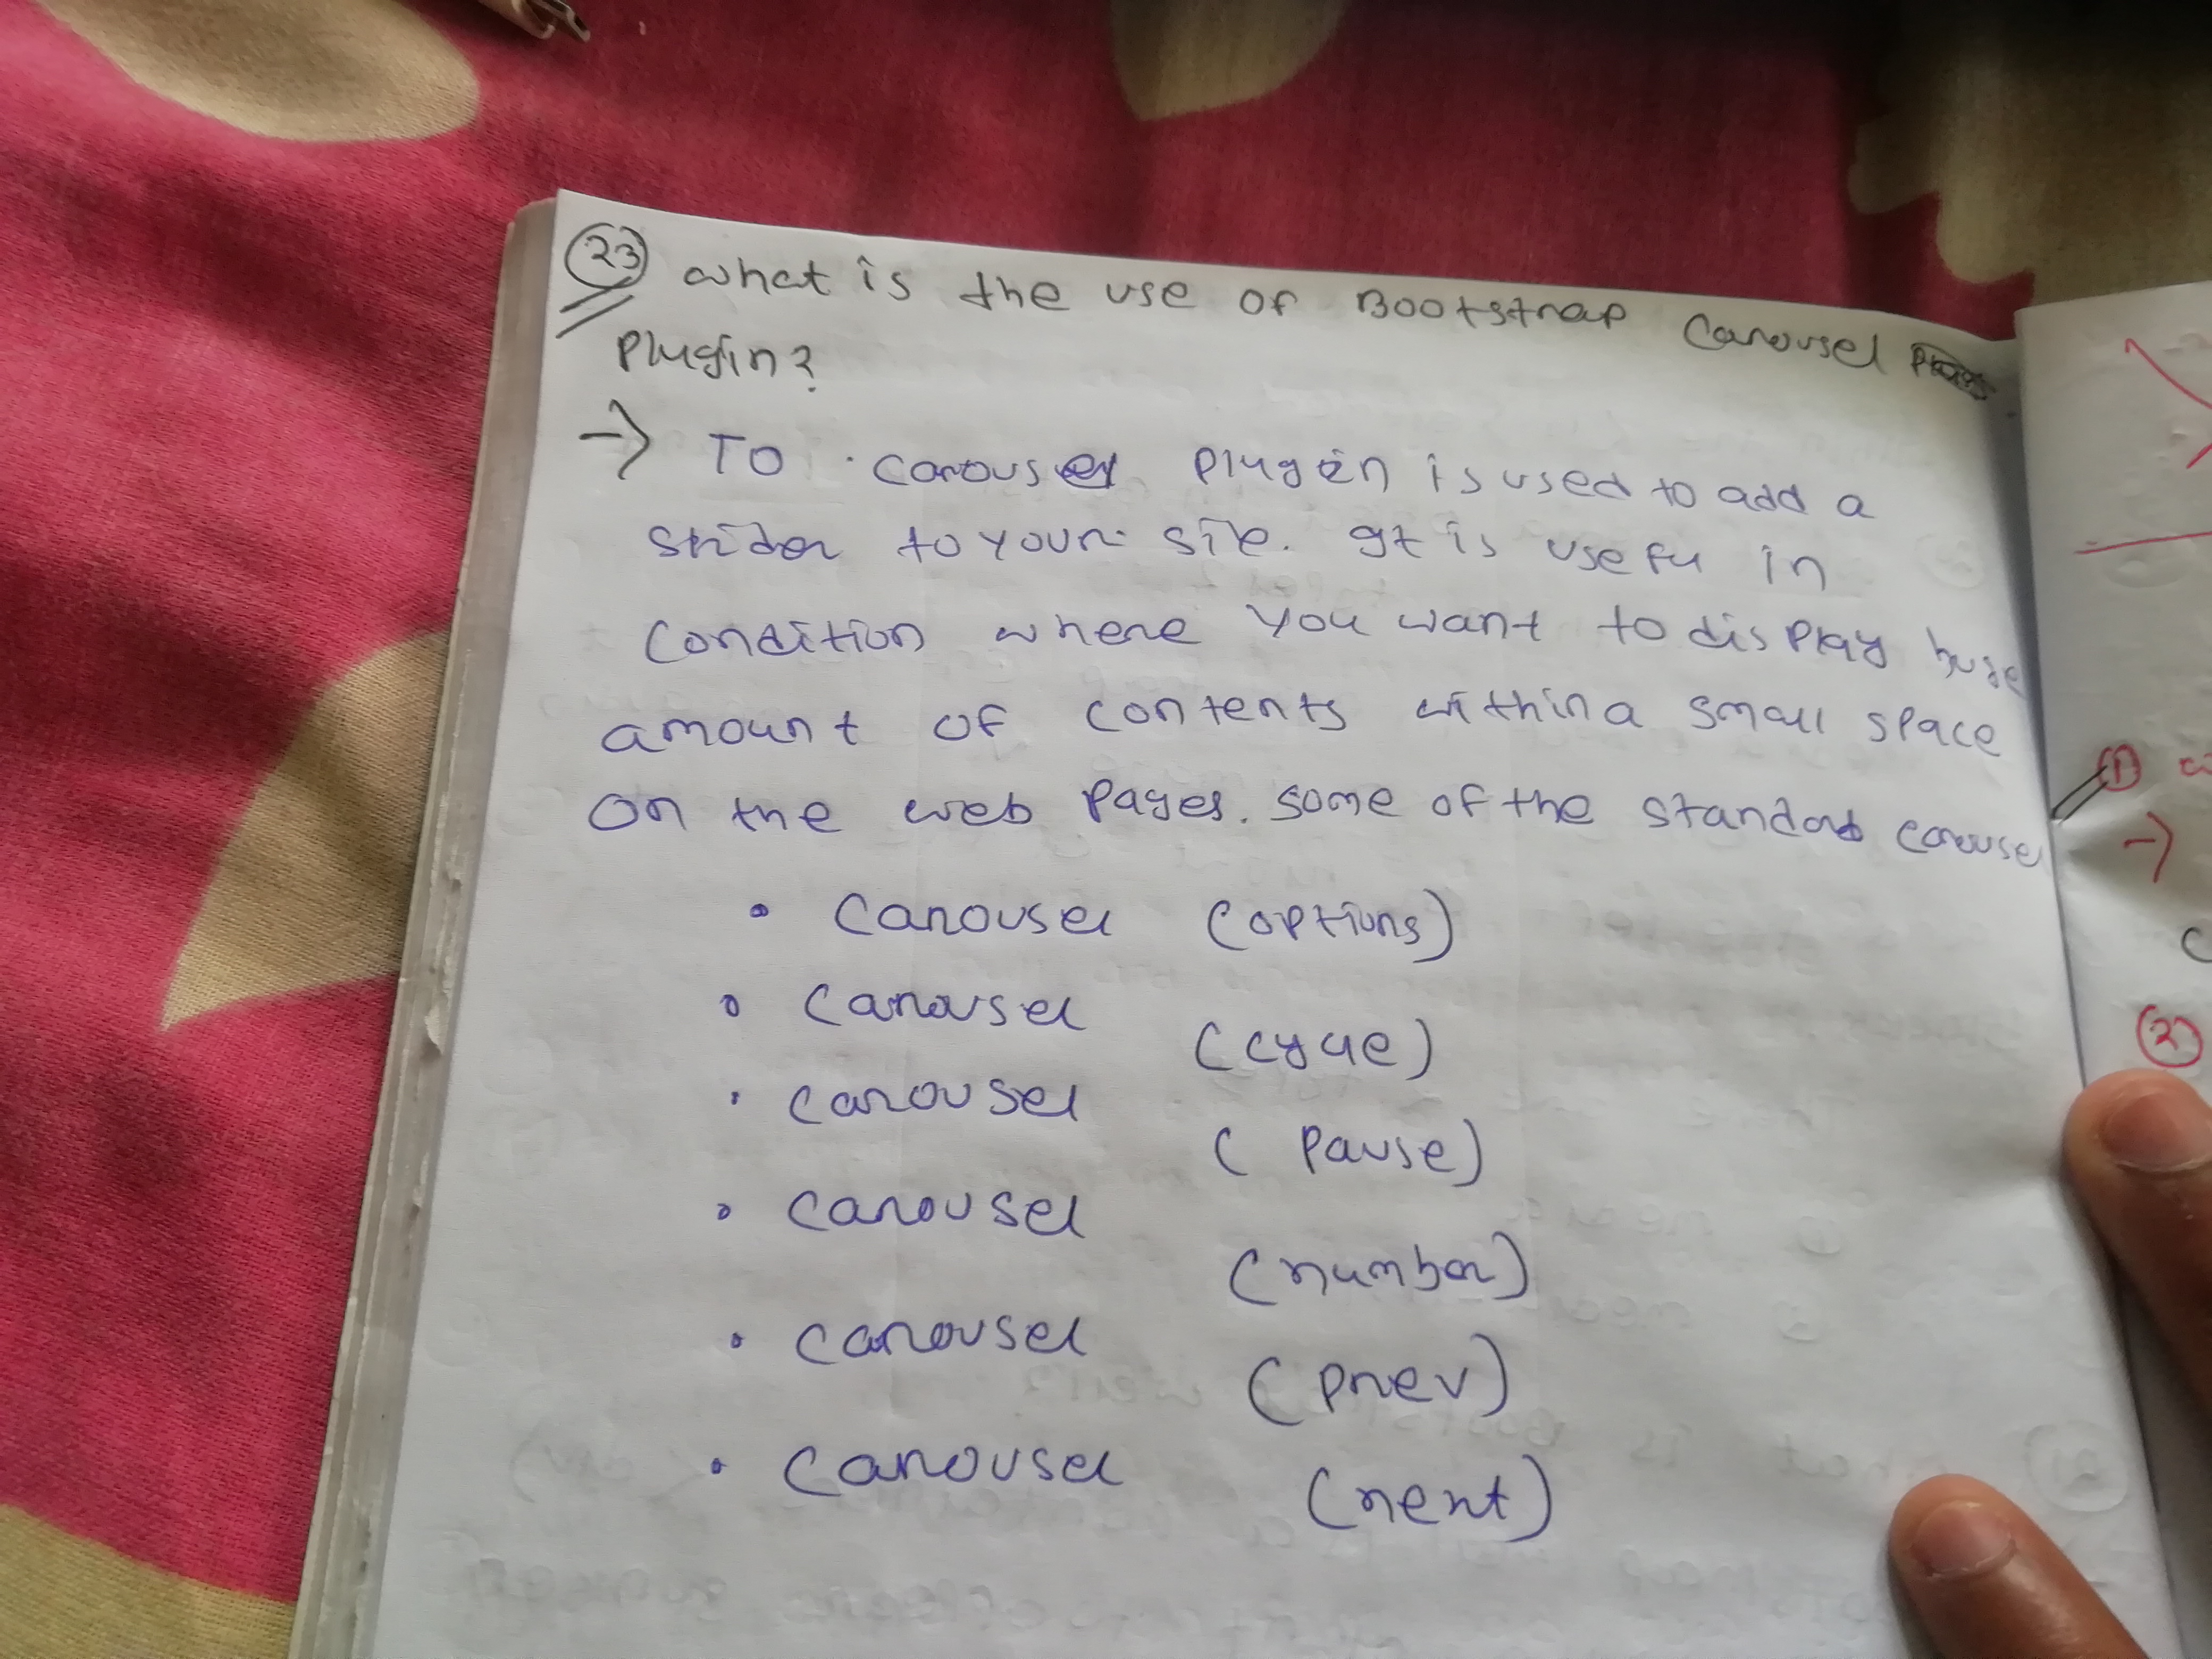 23 What is the use of Bootstrap Carousel
Plugin?
→ To carousel Plugin is used to add a
slider to your site. It is usefu in
condition where you want to display huge
amount of contents within a small space
on the web Pages. some of the standard carousel
• carousel (options)
• carousel (cycle)
• carousel (pause)
• carousel (number)
• carousel (prev)
• carousel (next)
1
→
2